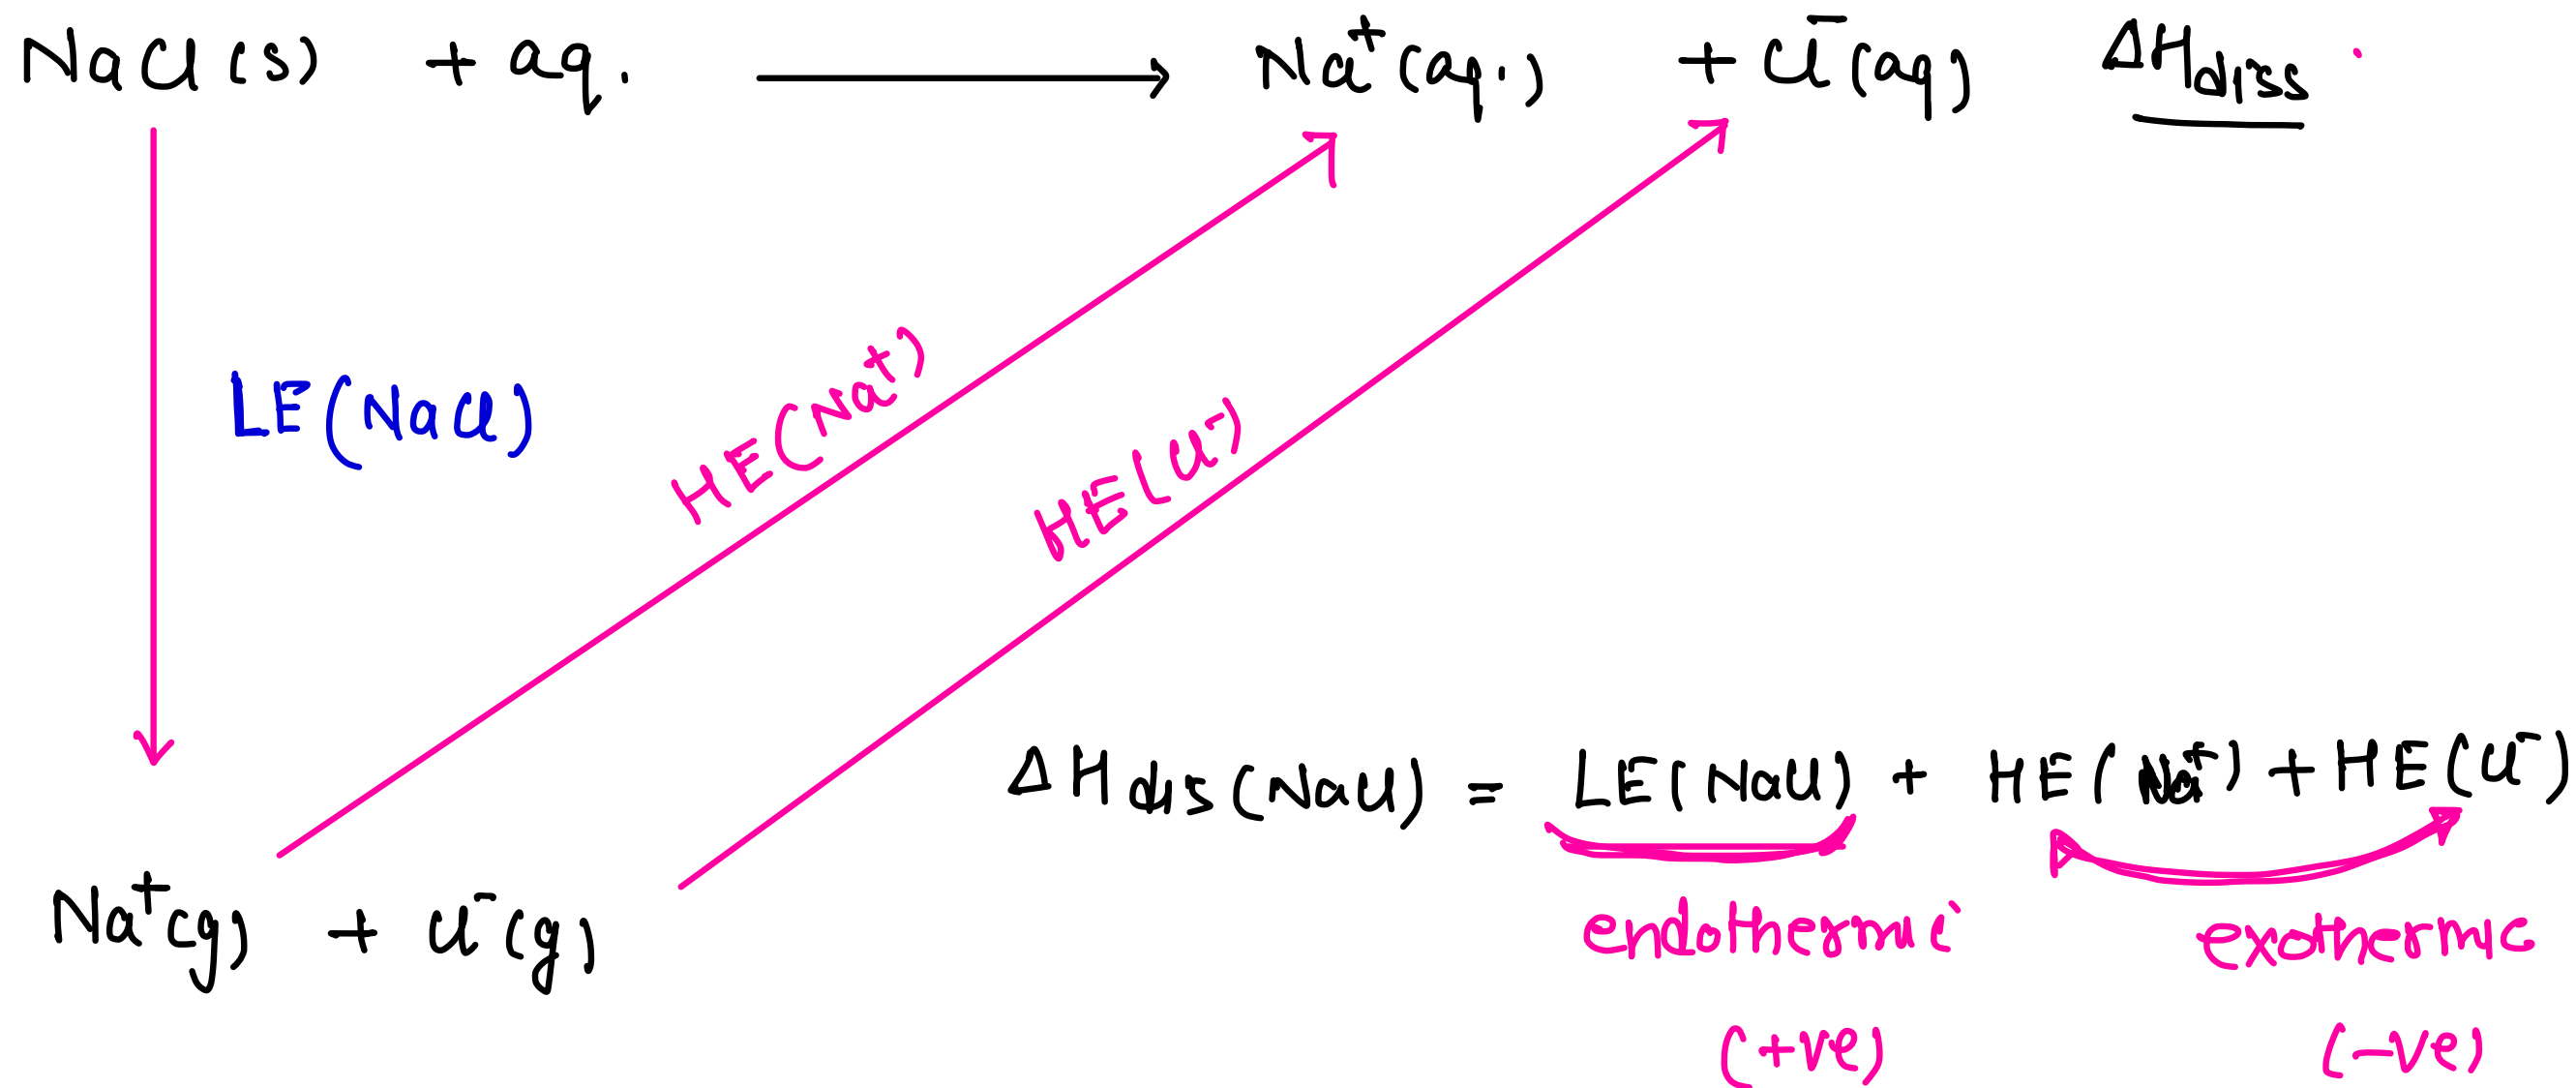 NaCl(s) + aq. ⟶ Na⁺(aq.) + Cl⁻(aq) ΔHdiss
LE(NaCl)
HE(Na⁺)
HE(Cl⁻)
ΔHdis(NaCl) = LE(NaCl) + HE(Na⁺) + HE(Cl⁻)
Na⁺(g) + Cl⁻(g)
endothermic exothermic
(+ve) (-ve)